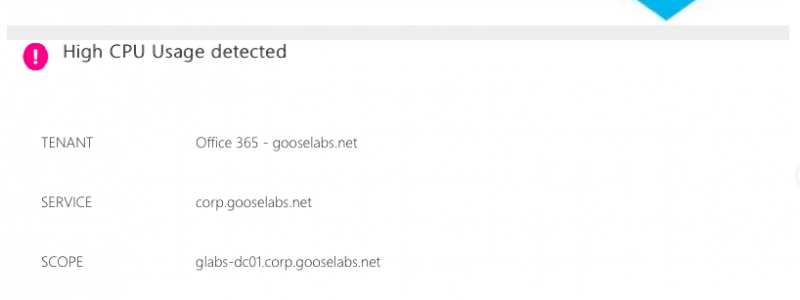 High CPU Usage detected
TENANT Office 365 - gooselabs.net
SERVICE corp.gooselabs.net
SCOPE glabs-dc01.corp.gooselabs.net